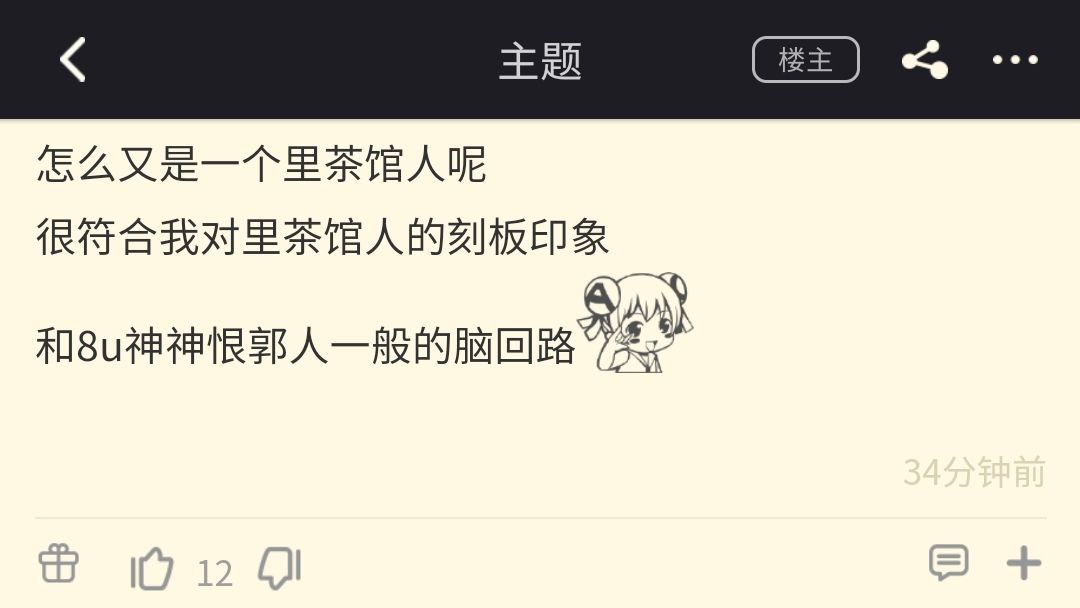 主题
楼主
怎么又是一个里茶馆人呢
很符合我对里茶馆人的刻板印象
和8u神神恨郭人一般的脑回路
34分钟前
12